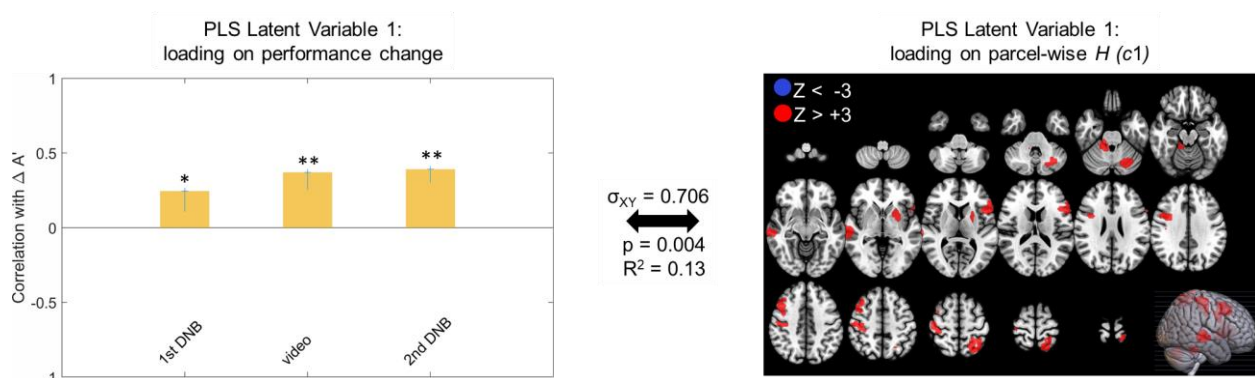 PLS Latent Variable 1:
loading on performance change
1
0.5
0
-0.5
-1
Correlation with Δ A'
*
**
**
1st DNB
video
2nd DNB
σXY = 0.706
p = 0.004
R² = 0.13
PLS Latent Variable 1:
loading on parcel-wise H (c1)
Z < -3
Z > +3